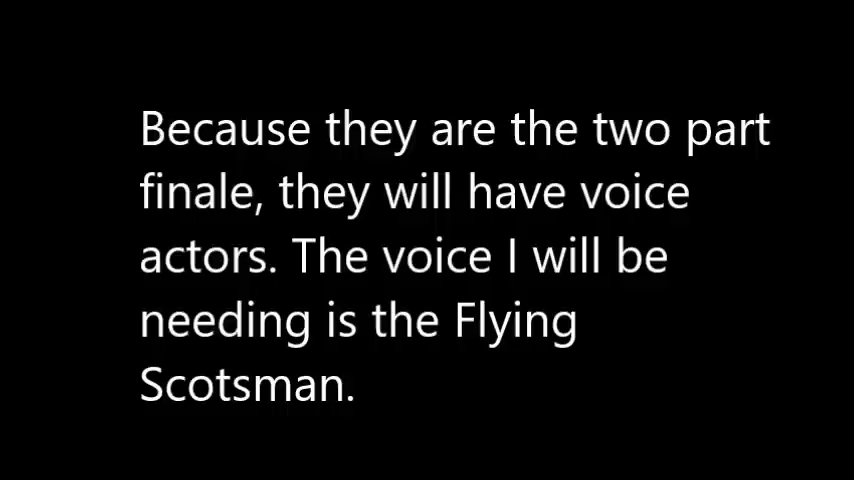 Because they are the two part
finale, they will have voice
actors. The voice I will be
needing is the Flying
Scotsman.